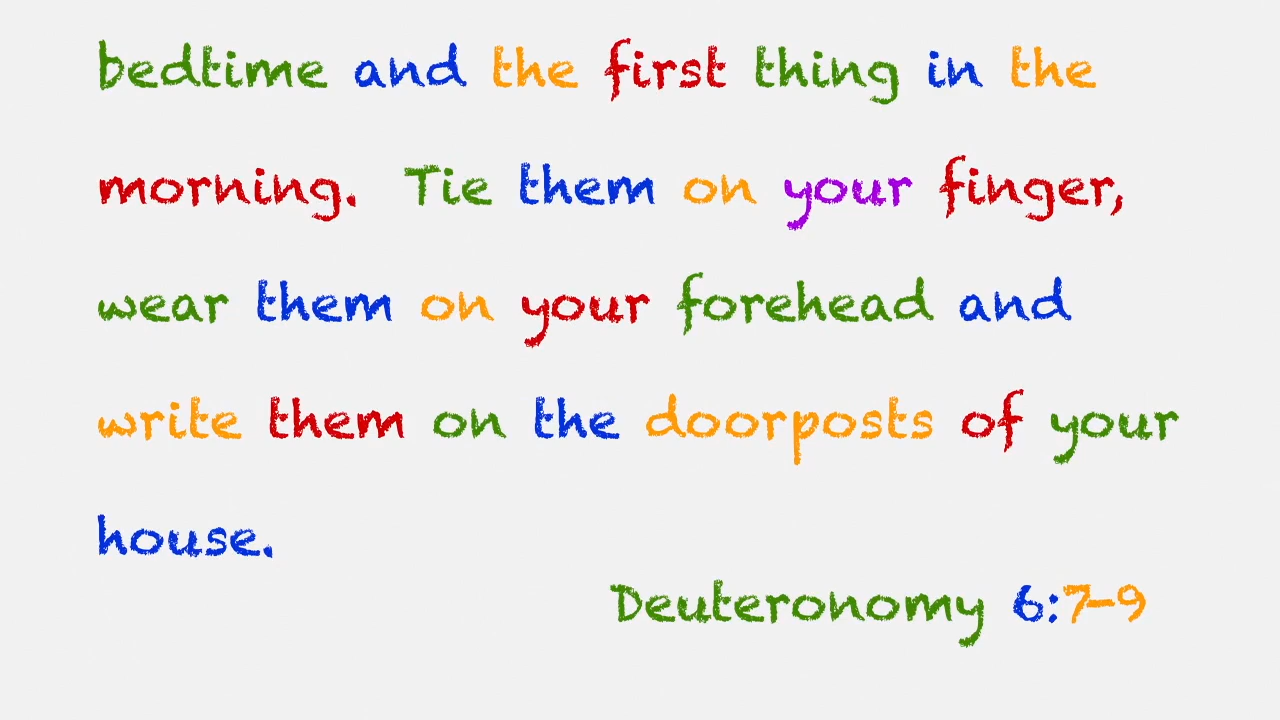 bedtime and the first thing in the
morning.  Tie them on your finger,
wear them on your forehead and
write them on the doorposts of your
house.
Deuteronomy 6:7-9